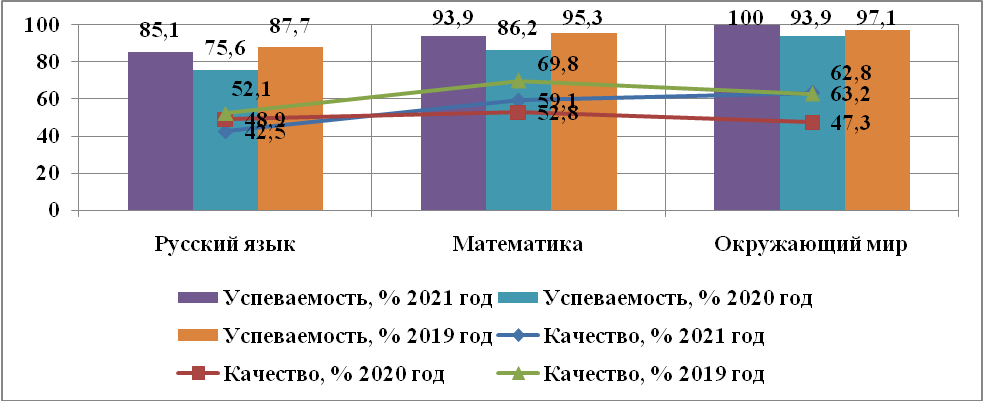 93,9
95,3
100
93,9
97,1
85,1
87,7
86,2
75,6
100
80
60
40
20
0
52,1
48,9
42,5
69,8
59,1
52,8
62,8
63,2
47,3
Русский язык
Математика
Окружающий мир
Успеваемость, % 2021 год
Успеваемость, % 2020 год
Успеваемость, % 2019 год
Качество, % 2021 год
Качество, % 2020 год
Качество, % 2019 год